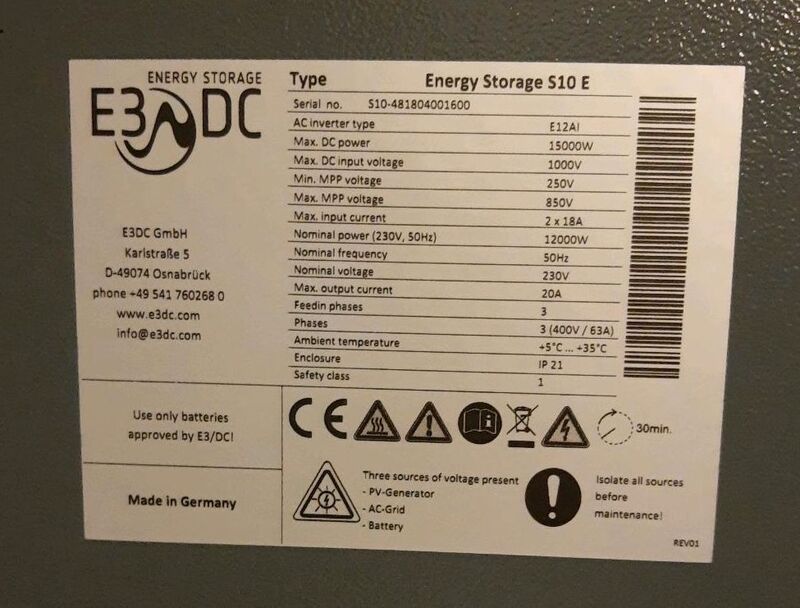 ENERGY STORAGE
E3/DC
E3DC GmbH
Karlstraße 5
D-49074 Osnabrück
phone +49 541 760268 0
www.e3dc.com
info@e3dc.com
Use only batteries
approved by E3/DC!
Made in Germany
Type Energy Storage S10 E
Serial no. S10-481804001600
AC inverter type E12AI
Max. DC power 15000W
Max. DC input voltage 1000V
Min. MPP voltage 250V
Max. MPP voltage 850V
Max. input current 2 x 18A
Nominal power (230V, 50Hz) 12000W
Nominal frequency 50Hz
Nominal voltage 230V
Max. output current 20A
Feedin phases 3
Phases 3 (400V / 63A)
Ambient temperature +5°C ... +35°C
Enclosure IP 21
Safety class 1
CE
30min.
Three sources of voltage present
- PV-Generator
- AC-Grid
- Battery
Isolate all sources
before
maintenance!
REV01